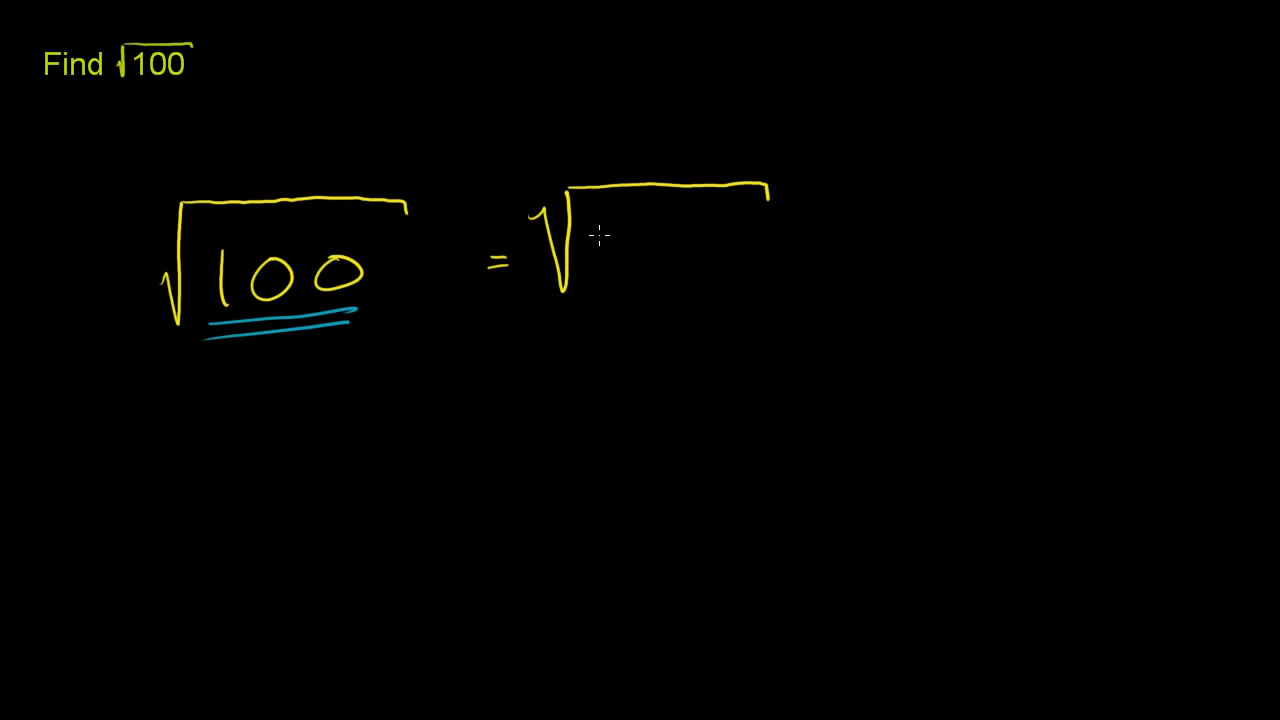 Find √100
√100 = √